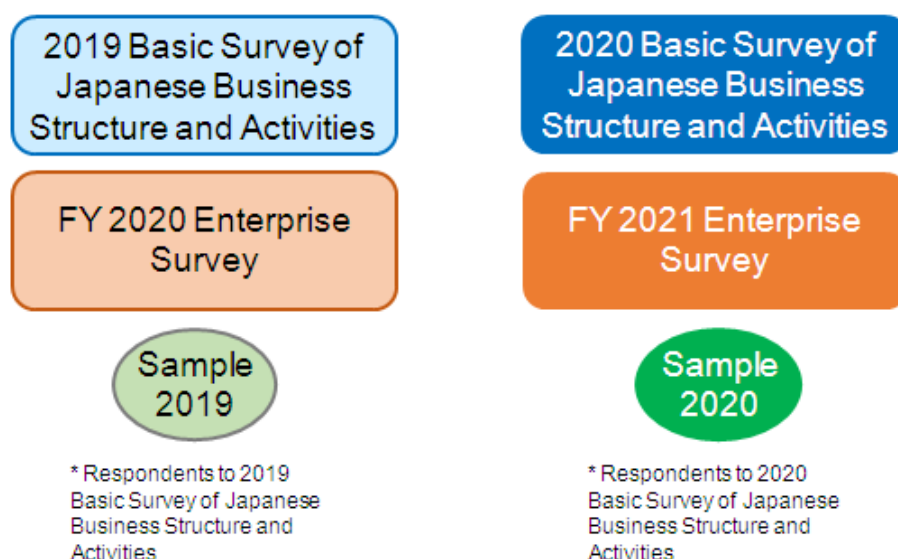 2019 Basic Survey of
Japanese Business
Structure and Activities
FY 2020 Enterprise
Survey
Sample
2019
* Respondents to 2019
Basic Survey of Japanese
Business Structure and
Activities
2020 Basic Survey of
Japanese Business
Structure and Activities
FY 2021 Enterprise
Survey
Sample
2020
* Respondents to 2020
Basic Survey of Japanese
Business Structure and
Activities